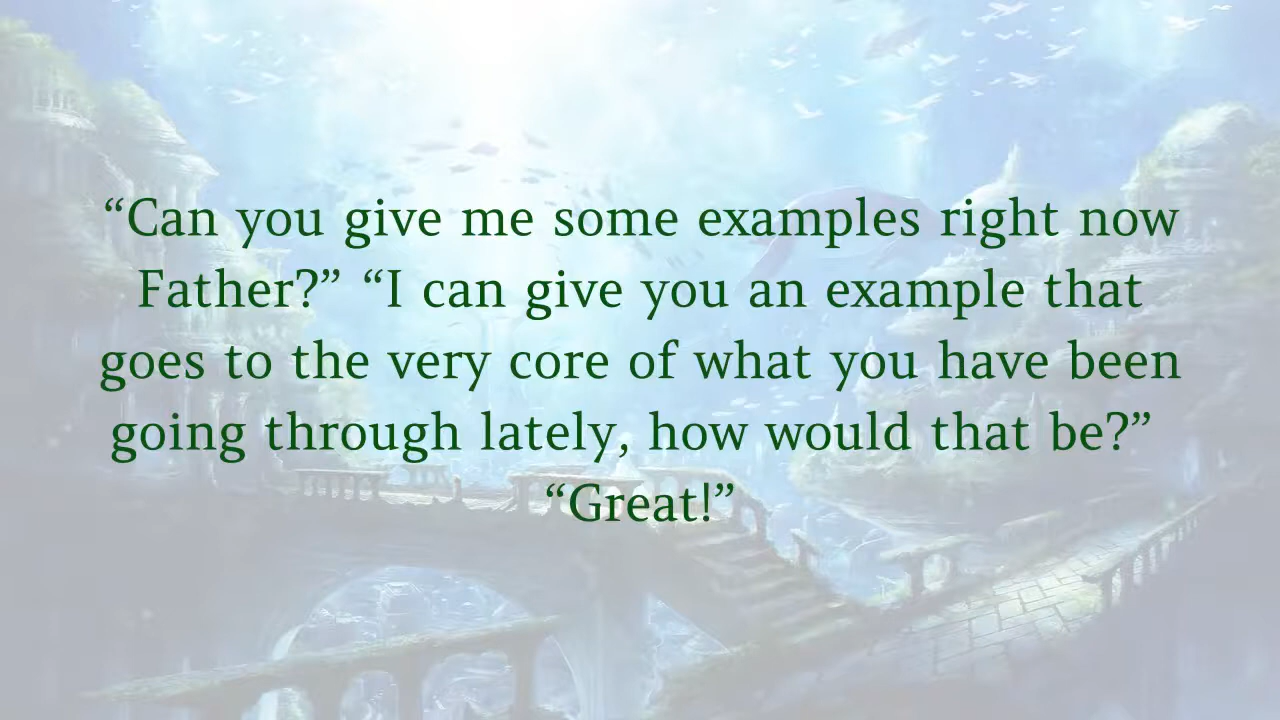 “Can you give me some examples right now
Father?” “I can give you an example that
goes to the very core of what you have been
going through lately, how would that be?”
“Great!”